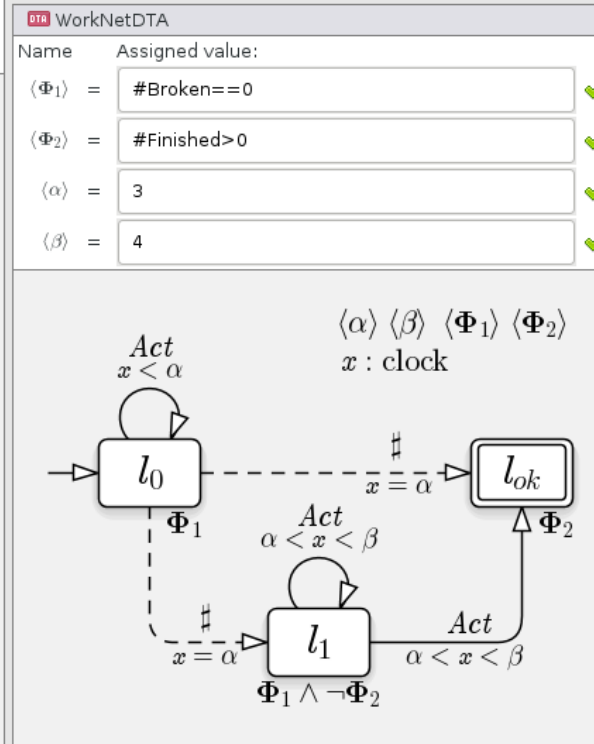 DTA WorkNetDTA
Name Assigned value:
⟨Φ₁⟩ = #Broken==0
⟨Φ₂⟩ = #Finished>0
⟨α⟩ = 3
⟨β⟩ = 4
⟨α⟩ ⟨β⟩ ⟨Φ₁⟩ ⟨Φ₂⟩
x : clock
Act
x < α
l₀
Φ₁
♯
x = α
lₒₖ
Φ₂
Act
α < x < β
♯
x = α
l₁
Φ₁ ∧ ¬Φ₂
Act
α < x < β